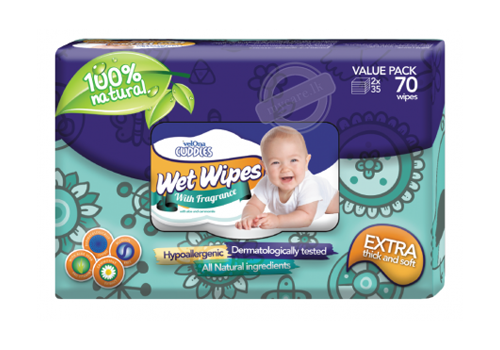 100%
natural
VALUE PACK
2x
35
70
wipes
velona
CUDDLES
Wet Wipes
With Fragrance
Hypoallergenic Dermatologically tested
All Natural ingredients
EXTRA
thick and soft